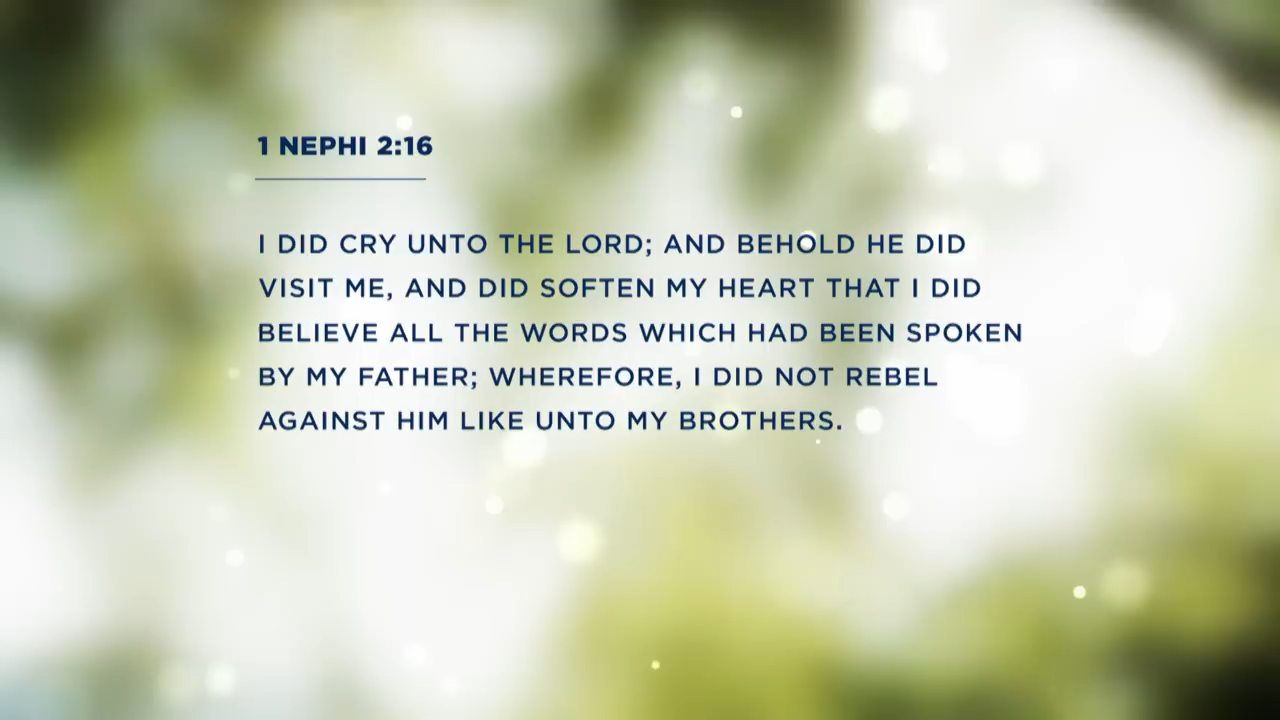 1 NEPHI 2:16
I DID CRY UNTO THE LORD; AND BEHOLD HE DID
VISIT ME, AND DID SOFTEN MY HEART THAT I DID
BELIEVE ALL THE WORDS WHICH HAD BEEN SPOKEN
BY MY FATHER; WHEREFORE, I DID NOT REBEL
AGAINST HIM LIKE UNTO MY BROTHERS.